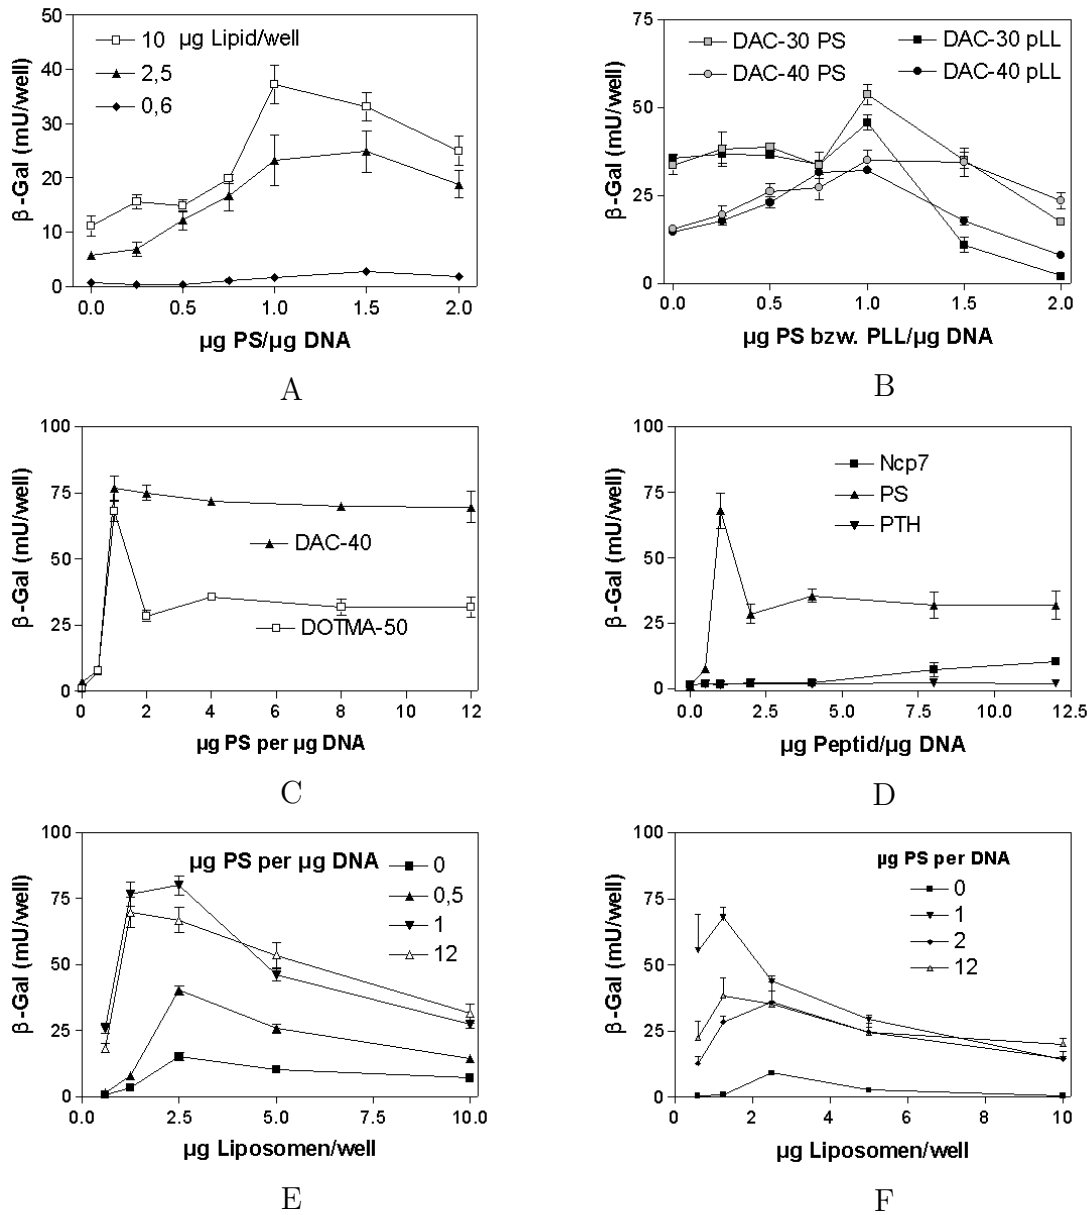 50
40
30
20
10
0
β-Gal (mU/well)
10 µg Lipid/well
2,5
0,6
0.0 0.5 1.0 1.5 2.0
µg PS/µg DNA
A
75
50
25
0
β-Gal (mU/well)
DAC-30 PS DAC-30 pLL
DAC-40 PS DAC-40 pLL
0.0 0.5 1.0 1.5 2.0
µg PS bzw. PLL/µg DNA
B
100
75
50
25
0
β-Gal (mU/well)
DAC-40
DOTMA-50
0 2 4 6 8 10 12
µg PS per µg DNA
C
100
75
50
25
0
β-Gal (mU/well)
Ncp7
PS
PTH
0.0 2.5 5.0 7.5 10.0 12.5
µg Peptid/µg DNA
D
100
75
50
25
0
β-Gal (mU/well)
µg PS per µg DNA
0
0,5
1
12
0.0 2.5 5.0 7.5 10.0
µg Liposomen/well
E
100
75
50
25
0
β-Gal (mU/well)
µg PS per DNA
0
1
2
12
0 2 4 6 8 10
µg Liposomen/well
F